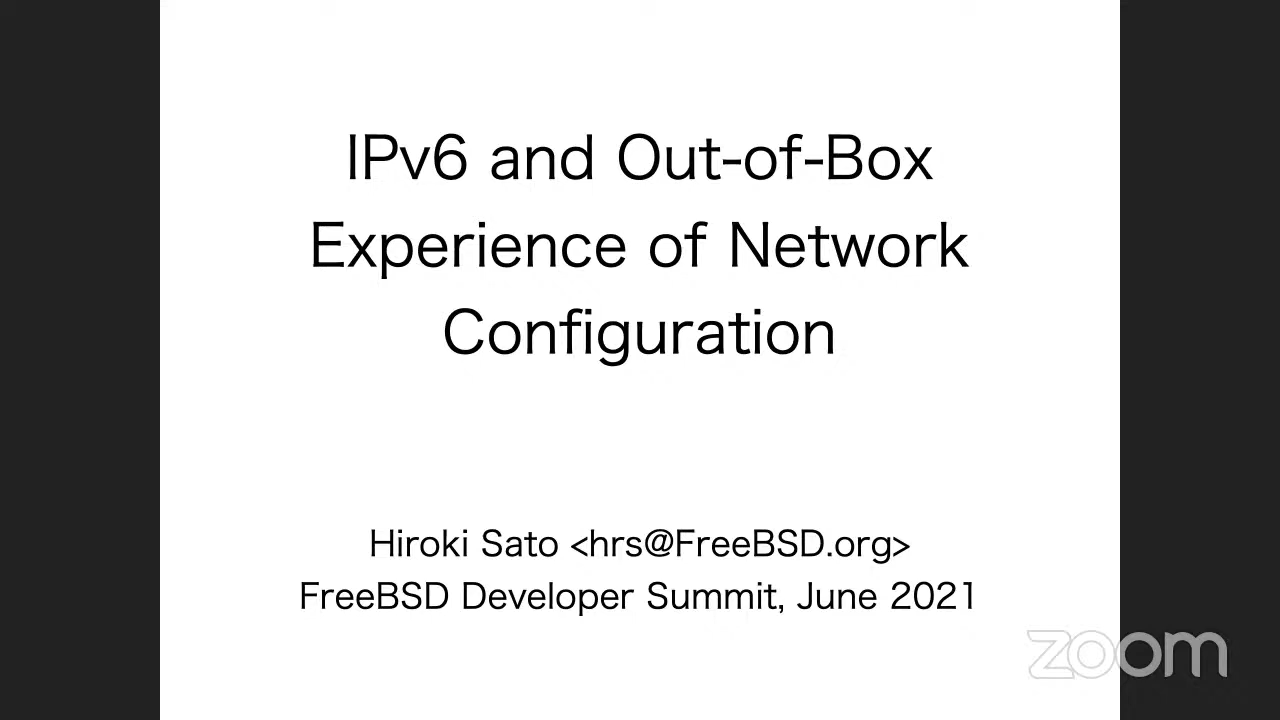 IPv6 and Out-of-Box
Experience of Network
Configuration
Hiroki Sato <hrs@FreeBSD.org>
FreeBSD Developer Summit, June 2021
zoom